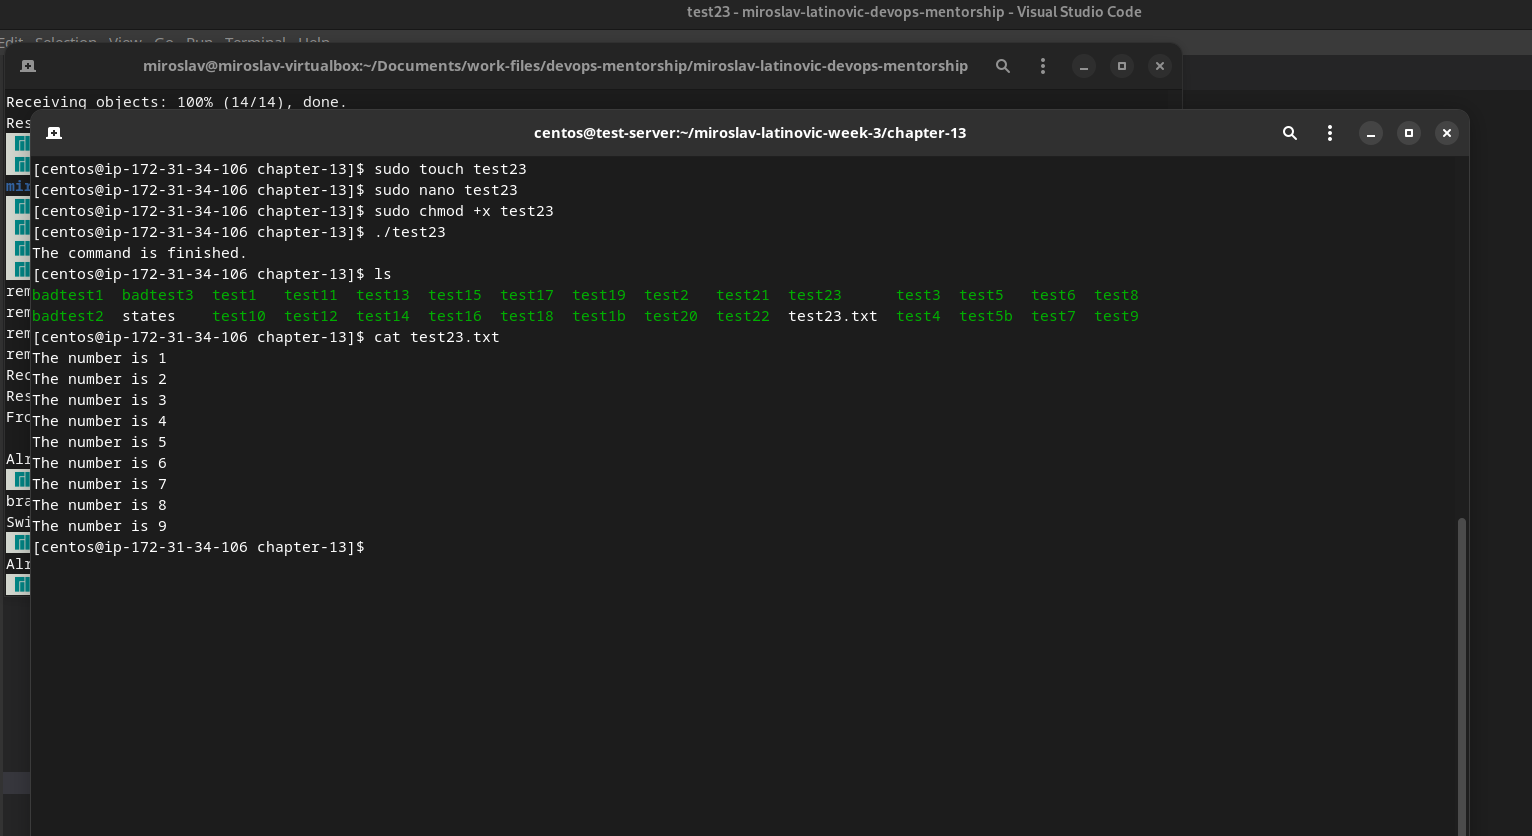 test23 - miroslav-latinovic-devops-mentorship - Visual Studio Code
Edit Selection View Go Run Terminal Help
miroslav@miroslav-virtualbox:~/Documents/work-files/devops-mentorship/miroslav-latinovic-devops-mentorship
Receiving objects: 100% (14/14), done.
Res
mir
rem
rem
rem
rem
Rec
Res
Fro
Alr
bra
Swi
Alr
centos@test-server:~/miroslav-latinovic-week-3/chapter-13
[centos@ip-172-31-34-106 chapter-13]$ sudo touch test23
[centos@ip-172-31-34-106 chapter-13]$ sudo nano test23
[centos@ip-172-31-34-106 chapter-13]$ sudo chmod +x test23
[centos@ip-172-31-34-106 chapter-13]$ ./test23
The command is finished.
[centos@ip-172-31-34-106 chapter-13]$ ls
badtest1 badtest3 test1 test11 test13 test15 test17 test19 test2 test21 test23 test3 test5 test6 test8
badtest2 states test10 test12 test14 test16 test18 test1b test20 test22 test23.txt test4 test5b test7 test9
[centos@ip-172-31-34-106 chapter-13]$ cat test23.txt
The number is 1
The number is 2
The number is 3
The number is 4
The number is 5
The number is 6
The number is 7
The number is 8
The number is 9
[centos@ip-172-31-34-106 chapter-13]$